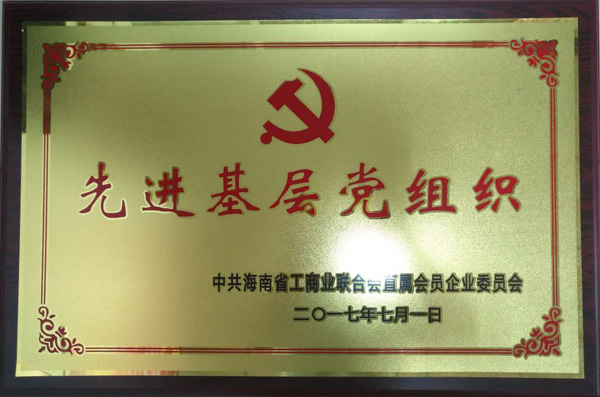 先进基层党组织
中共海南省工商业联合会直属会员企业委员会
二〇一七年七月一日